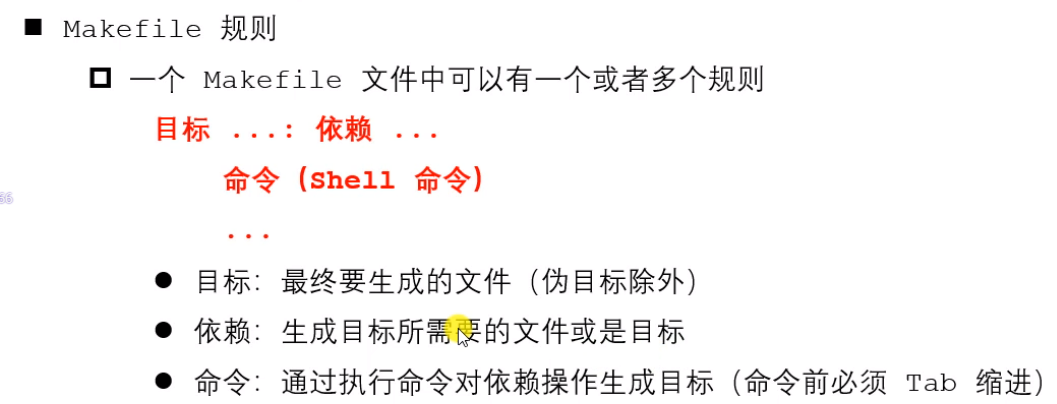 Makefile 规则
一个 Makefile 文件中可以有一个或者多个规则
目标 ...: 依赖 ...
命令（Shell 命令）
...
目标：最终要生成的文件（伪目标除外）
依赖：生成目标所需要的文件或是目标
命令：通过执行命令对依赖操作生成目标（命令前必须 Tab 缩进）